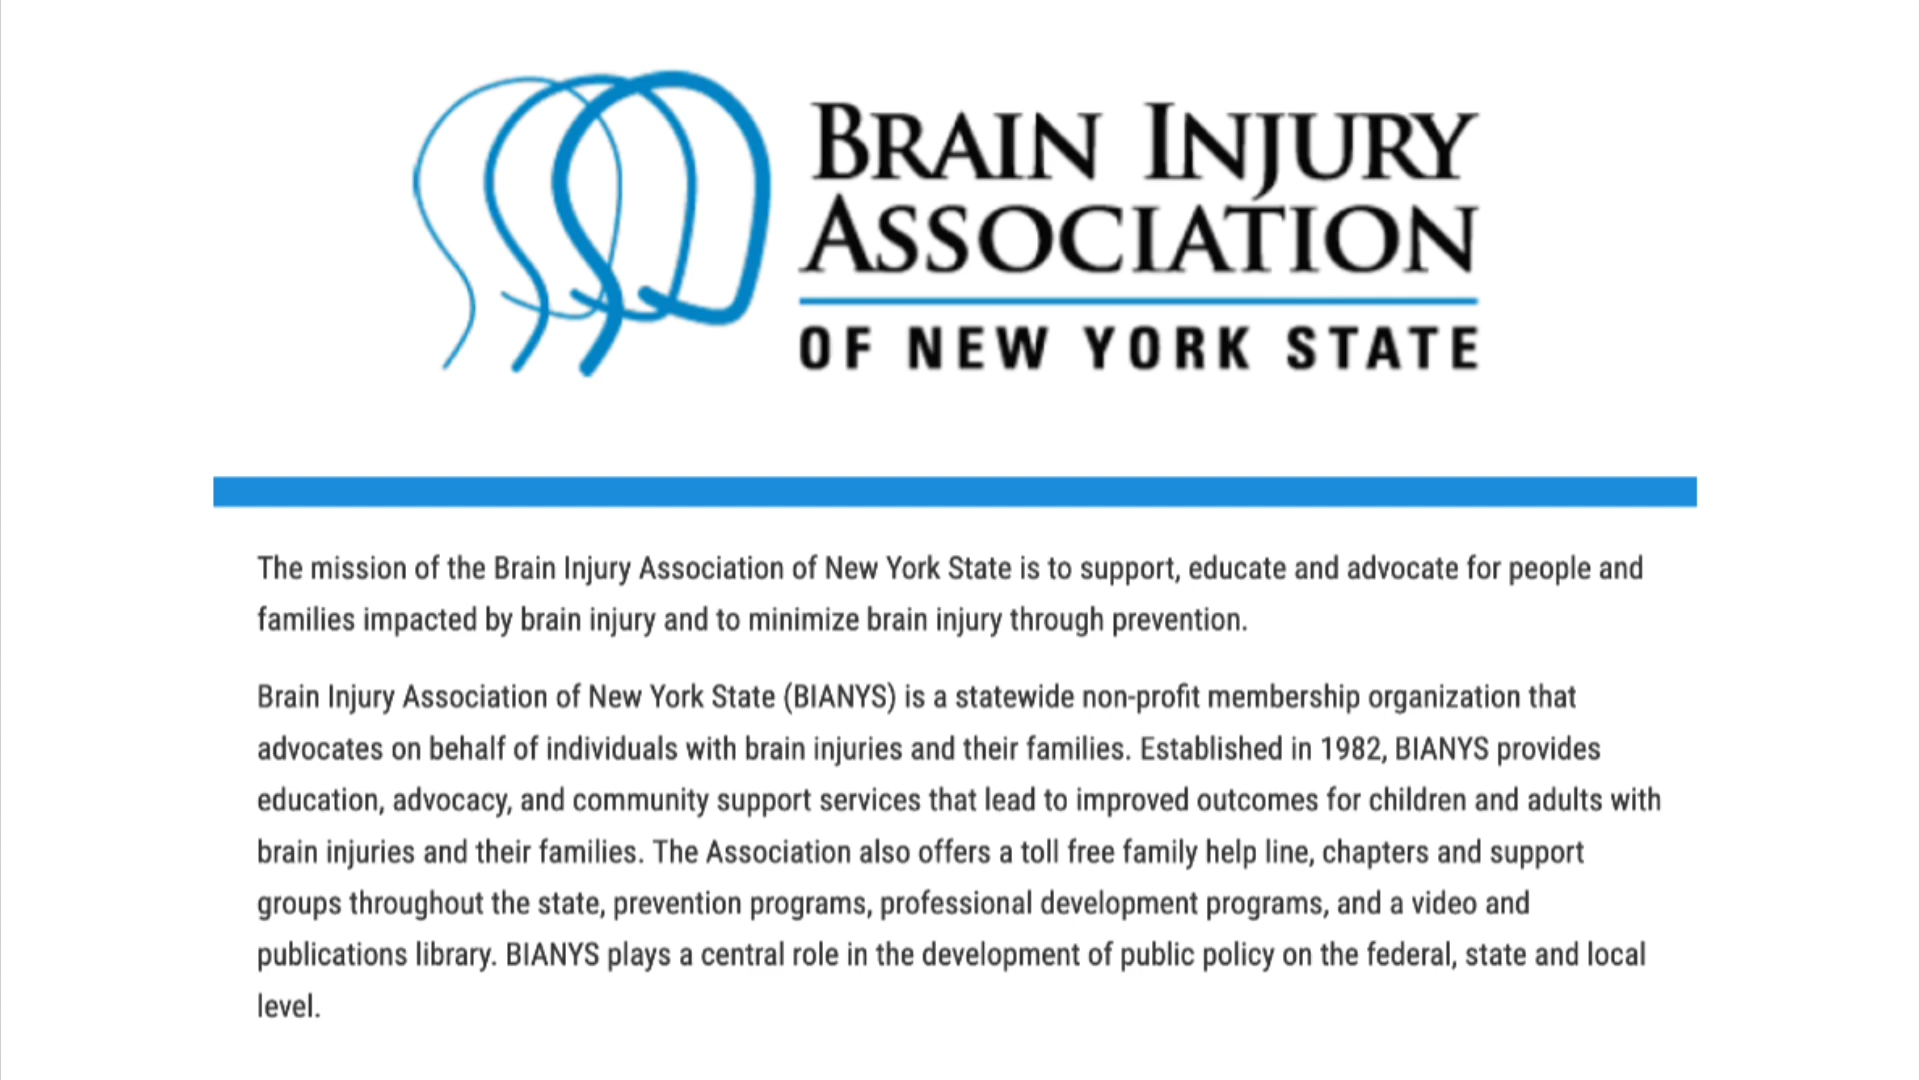 BRAIN INJURY
ASSOCIATION
OF NEW YORK STATE
The mission of the Brain Injury Association of New York State is to support, educate and advocate for people and
families impacted by brain injury and to minimize brain injury through prevention.
Brain Injury Association of New York State (BIANYS) is a statewide non-profit membership organization that
advocates on behalf of individuals with brain injuries and their families. Established in 1982, BIANYS provides
education, advocacy, and community support services that lead to improved outcomes for children and adults with
brain injuries and their families. The Association also offers a toll free family help line, chapters and support
groups throughout the state, prevention programs, professional development programs, and a video and
publications library. BIANYS plays a central role in the development of public policy on the federal, state and local
level.